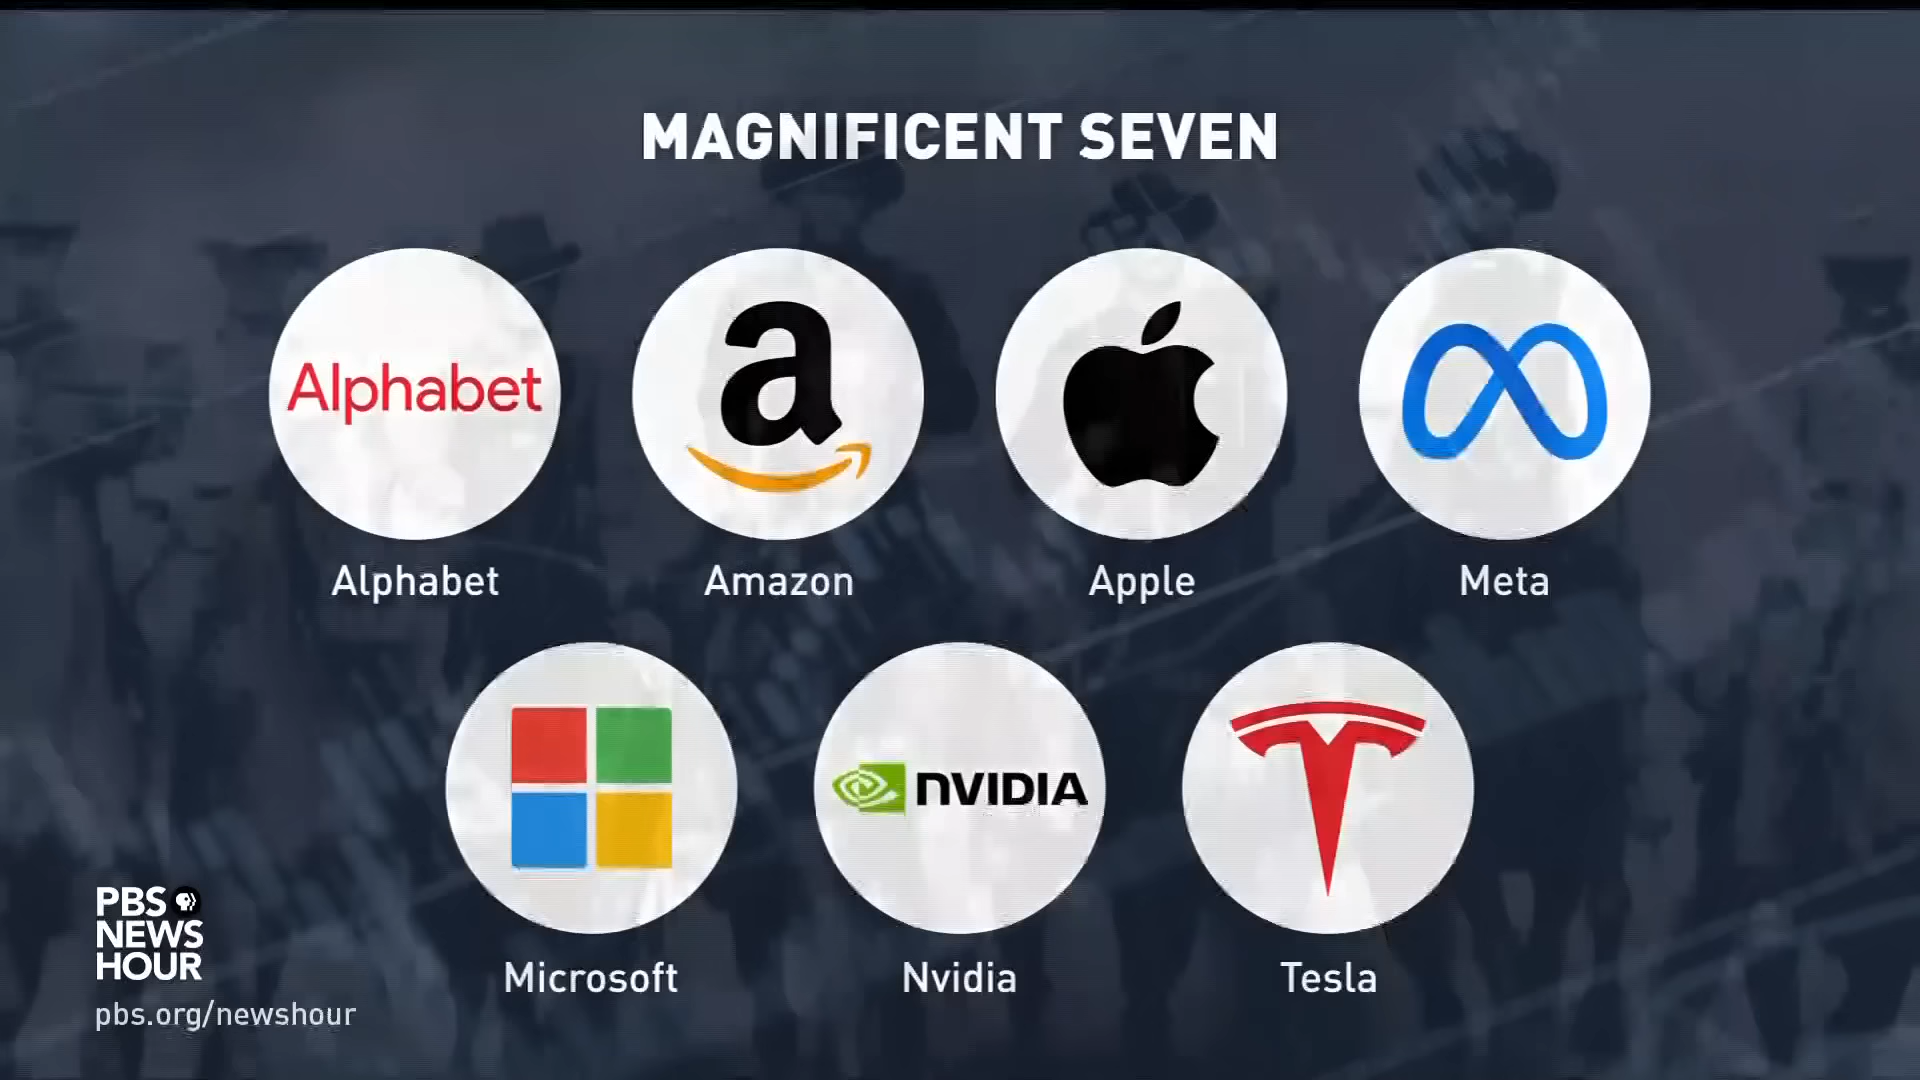 MAGNIFICENT SEVEN
Alphabet
a
Alphabet
Amazon
Apple
Meta
NVIDIA
Microsoft
Nvidia
Tesla
PBS
NEWS
HOUR
pbs.org/newshour